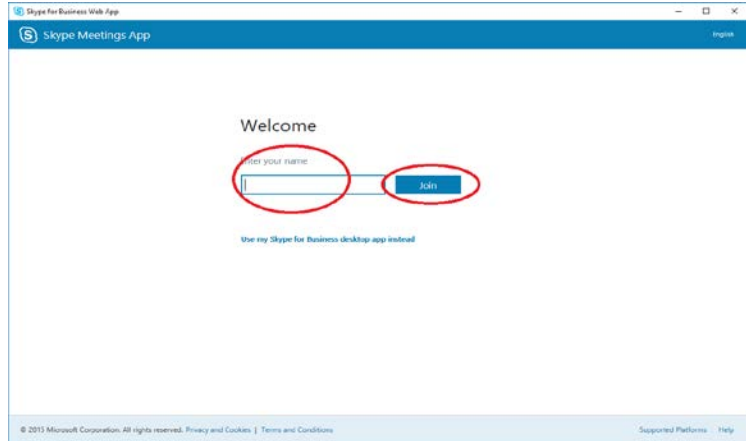 Skype for Business Web App
Skype Meetings App
English
Welcome
Enter your name
Join
Use my Skype for Business desktop app instead
© 2015 Microsoft Corporation. All rights reserved. Privacy and Cookies | Terms and Conditions
Supported Platforms Help